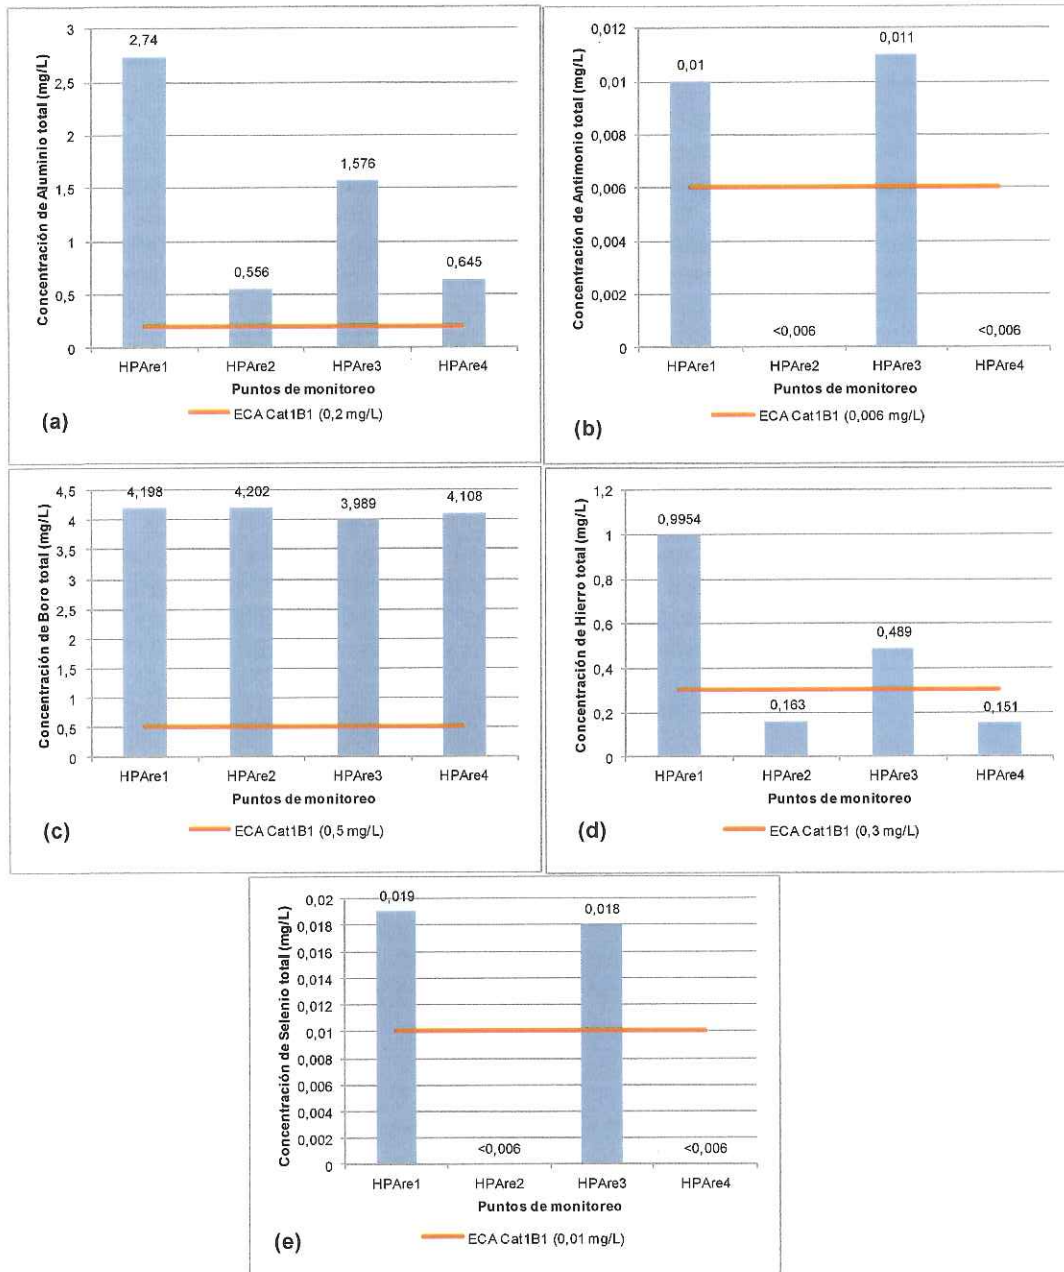 Concentración de Aluminio total (mg/L)
3
2,5
2
1,5
1
0,5
0
2,74
0,556
1,576
0,645
HPAre1 HPAre2 HPAre3 HPAre4
Puntos de monitoreo
ECA Cat1B1 (0,2 mg/L)
(a)
Concentración de Antimonio total (mg/L)
0,012
0,01
0,008
0,006
0,004
0,002
0
0,01
<0,006
0,011
<0,006
HPAre1 HPAre2 HPAre3 HPAre4
Puntos de monitoreo
ECA Cat1B1 (0,006 mg/L)
(b)
Concentración de Boro total (mg/L)
4,5
4
3,5
3
2,5
2
1,5
1
0,5
0
4,198
4,202
3,989
4,108
HPAre1 HPAre2 HPAre3 HPAre4
Puntos de monitoreo
ECA Cat1B1 (0,5 mg/L)
(c)
Concentración de Hierro total (mg/L)
1,2
1
0,8
0,6
0,4
0,2
0
0,9954
0,163
0,489
0,151
HPAre1 HPAre2 HPAre3 HPAre4
Puntos de monitoreo
ECA Cat1B1 (0,3 mg/L)
(d)
Concentración de Selenio total (mg/L)
0,02
0,018
0,016
0,014
0,012
0,01
0,008
0,006
0,004
0,002
0
0,019
<0,006
0,018
<0,006
HPAre1 HPAre2 HPAre3 HPAre4
Puntos de monitoreo
ECA Cat1B1 (0,01 mg/L)
(e)